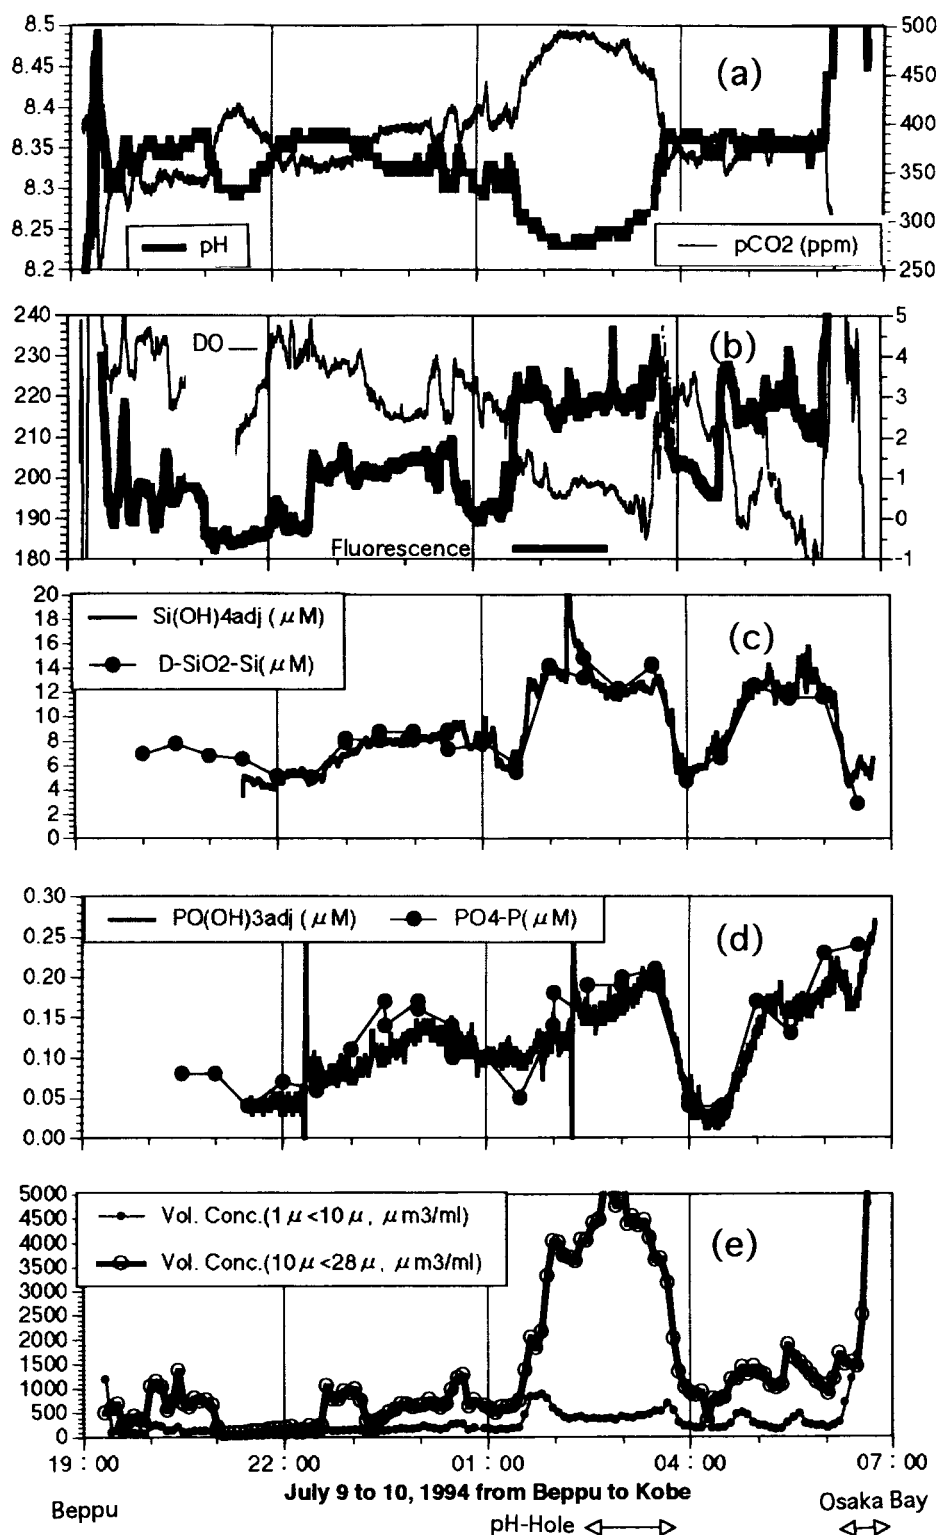 8.5
8.45
8.4
8.35
8.3
8.25
8.2
500
450
400
350
300
250
(a)
pH
pCO2 (ppm)
240
230
220
210
200
190
180
5
4
3
2
1
0
-1
DO
(b)
Fluorescence
20
18
16
14
12
10
8
6
4
2
0
Si(OH)4adj (μM)
D-SiO2-Si(μM)
(c)
0.30
0.25
0.20
0.15
0.10
0.05
0.00
PO(OH)3adj (μM)
PO4-P(μM)
(d)
5000
4500
4000
3500
3000
2500
2000
1500
1000
500
0
Vol. Conc.(1μ<10μ, μm3/ml)
Vol. Conc.(10μ<28μ, μm3/ml)
(e)
19:00 22:00 01:00 04:00 07:00
July 9 to 10, 1994 from Beppu to Kobe
Beppu
Osaka Bay
pH-Hole